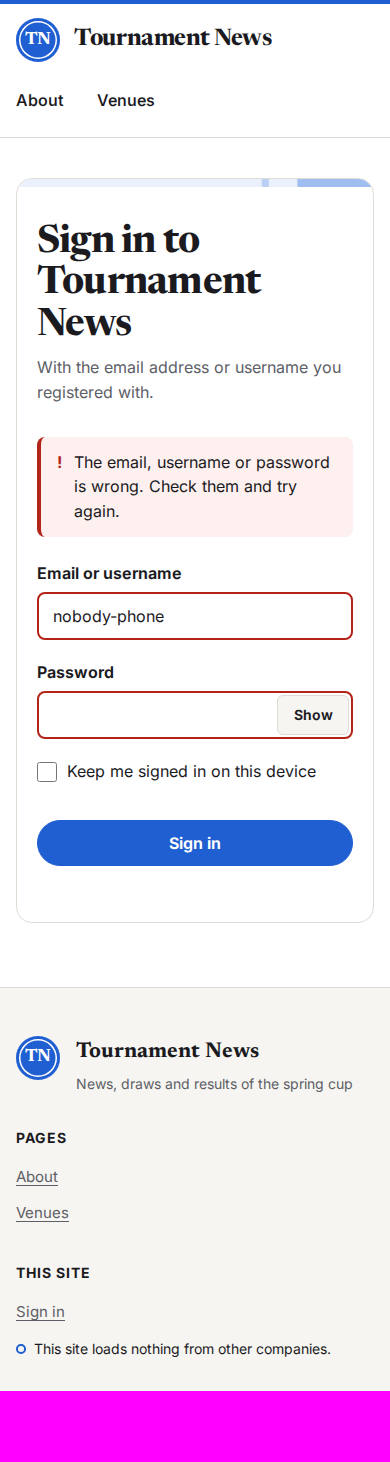 TN
Tournament News
About Venues
Sign in to
Tournament
News
With the email address or username you
registered with.
! The email, username or password
is wrong. Check them and try
again.
Email or username
nobody-phone
Password
Show
Keep me signed in on this device
Sign in
TN
Tournament News
News, draws and results of the spring cup
PAGES
About
Venues
THIS SITE
Sign in
This site loads nothing from other companies.